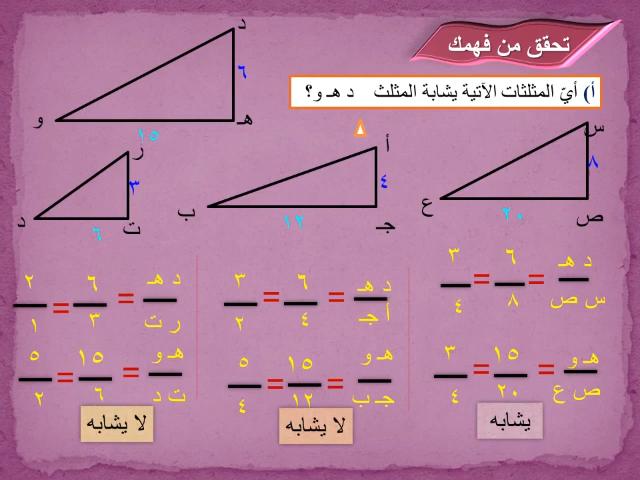 تحقق من فهمك
أ) أيّ المثلثات الآتية يشابة المثلث د هـ و؟
د
٦
و
هـ
١٥
ر
٣
د
ت
٦
أ
٤
ب
جـ
١٢
س
٨
ع
ص
٢٠
د هـ = ٦ = ٣
س ص ٨ ٤
هـ و = ١٥ = ٣
ص ع ٢٠ ٤
يشابه
د هـ = ٦ = ٣
أ جـ ٤ ٢
هـ و = ١٥ = ٥
جـ ب ١٢ ٤
لا يشابه
د هـ = ٦ = ٢
ر ت ٣ ١
هـ و = ١٥ = ٥
ت د ٦ ٢
لا يشابه